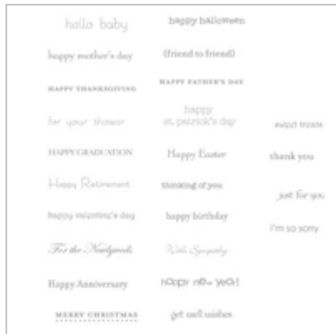 hello baby
happy mother's day
HAPPY THANKSGIVING
for your shower
HAPPY GRADUATION
Happy Retirement
happy valentine's day
For the Newlyweds
Happy Anniversary
MERRY CHRISTMAS
happy halloween
(friend to friend)
HAPPY FATHER'S DAY
happy
st. patrick's day
Happy Easter
thinking of you
happy birthday
With Sympathy
happy new year!
get well wishes
sweet treats
thank you
just for you
I'm so sorry